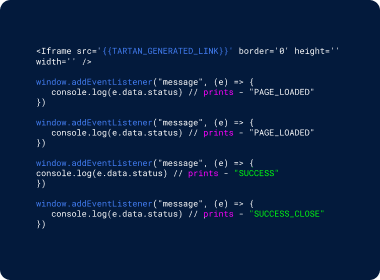 <Iframe src='{{TARTAN_GENERATED_LINK}}' border='0' height=''
width='' />
window.addEventListener("message", (e) => {
console.log(e.data.status) // prints - "PAGE_LOADED"
})
window.addEventListener("message", (e) => {
console.log(e.data.status) // prints - "PAGE_LOADED"
})
window.addEventListener("message", (e) => {
console.log(e.data.status) // prints - "SUCCESS"
})
window.addEventListener("message", (e) => {
console.log(e.data.status) // prints - "SUCCESS_CLOSE"
})